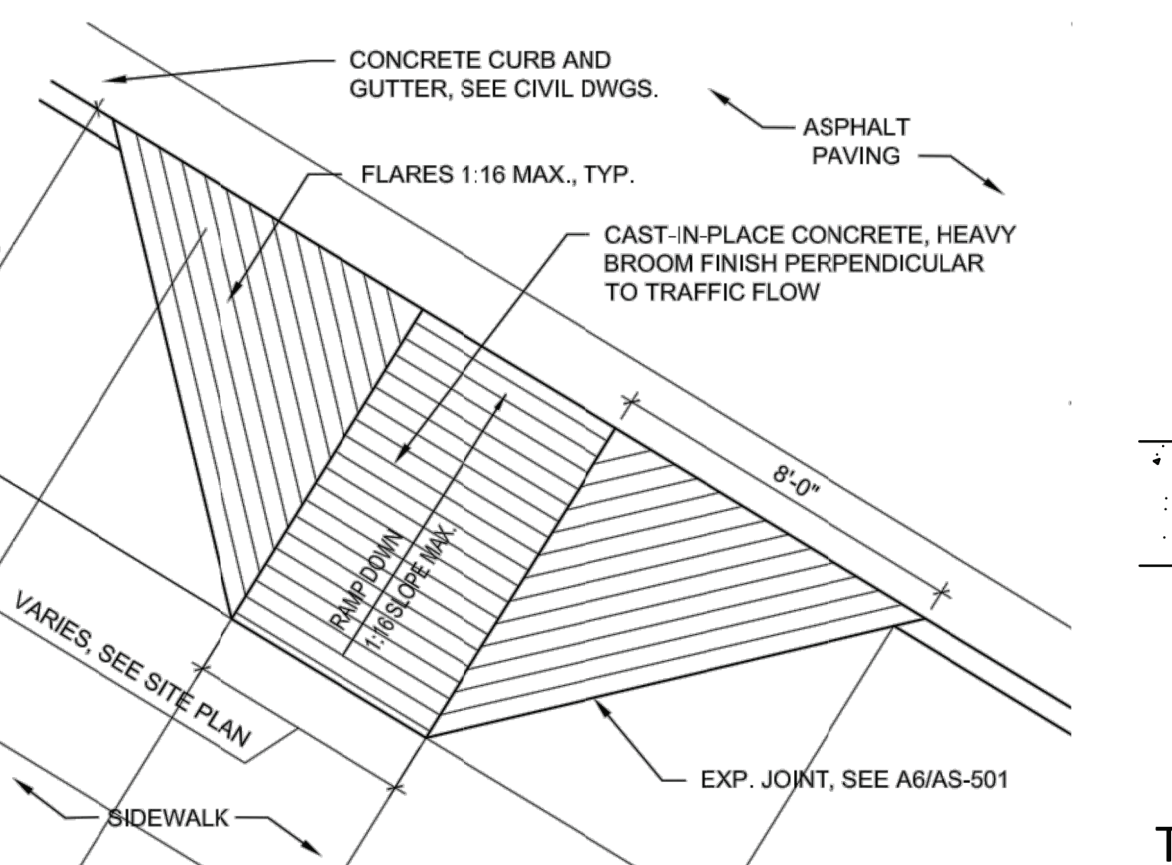 CONCRETE CURB AND
GUTTER, SEE CIVIL DWGS.
ASPHALT
PAVING
FLARES 1:16 MAX., TYP.
CAST-IN-PLACE CONCRETE, HEAVY
BROOM FINISH PERPENDICULAR
TO TRAFFIC FLOW
8'-0"
RAMP DOWN
1:16 SLOPE MAX.
VARIES, SEE SITE PLAN
EXP. JOINT, SEE A6/AS-501
SIDEWALK